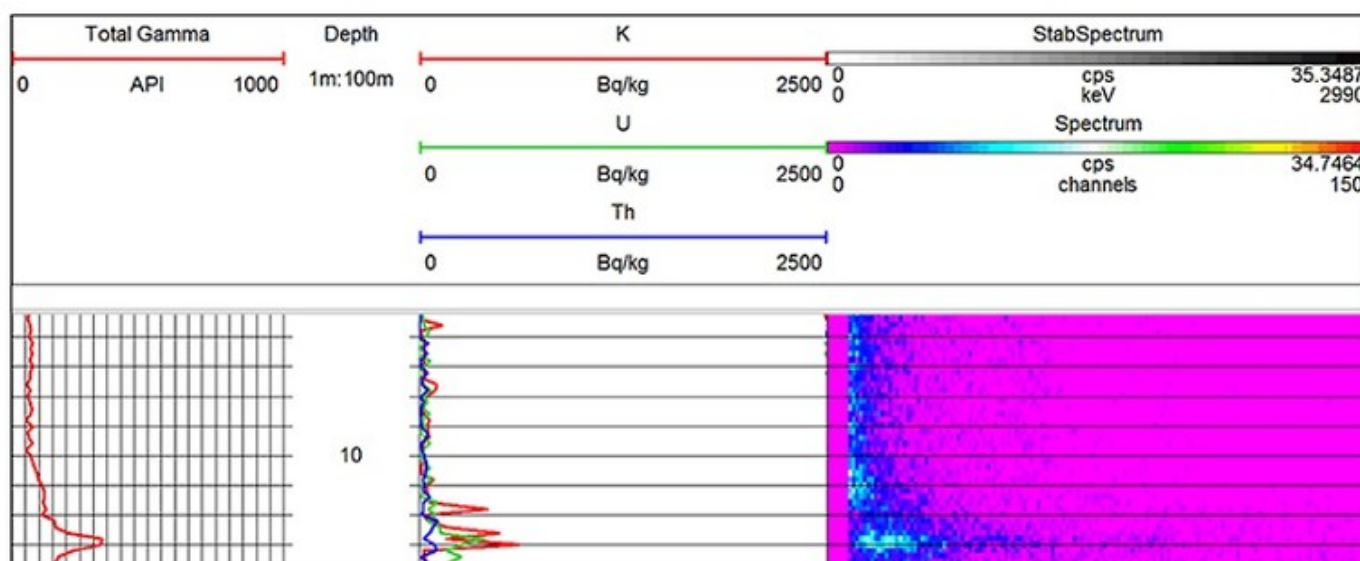 Total Gamma Depth K StabSpectrum
0 API 1000 1m:100m 0 Bq/kg 2500 0 cps 35.3487
0 keV 2990
U Spectrum
0 Bq/kg 2500 0 cps 34.7464
0 channels 150
Th
0 Bq/kg 2500
10